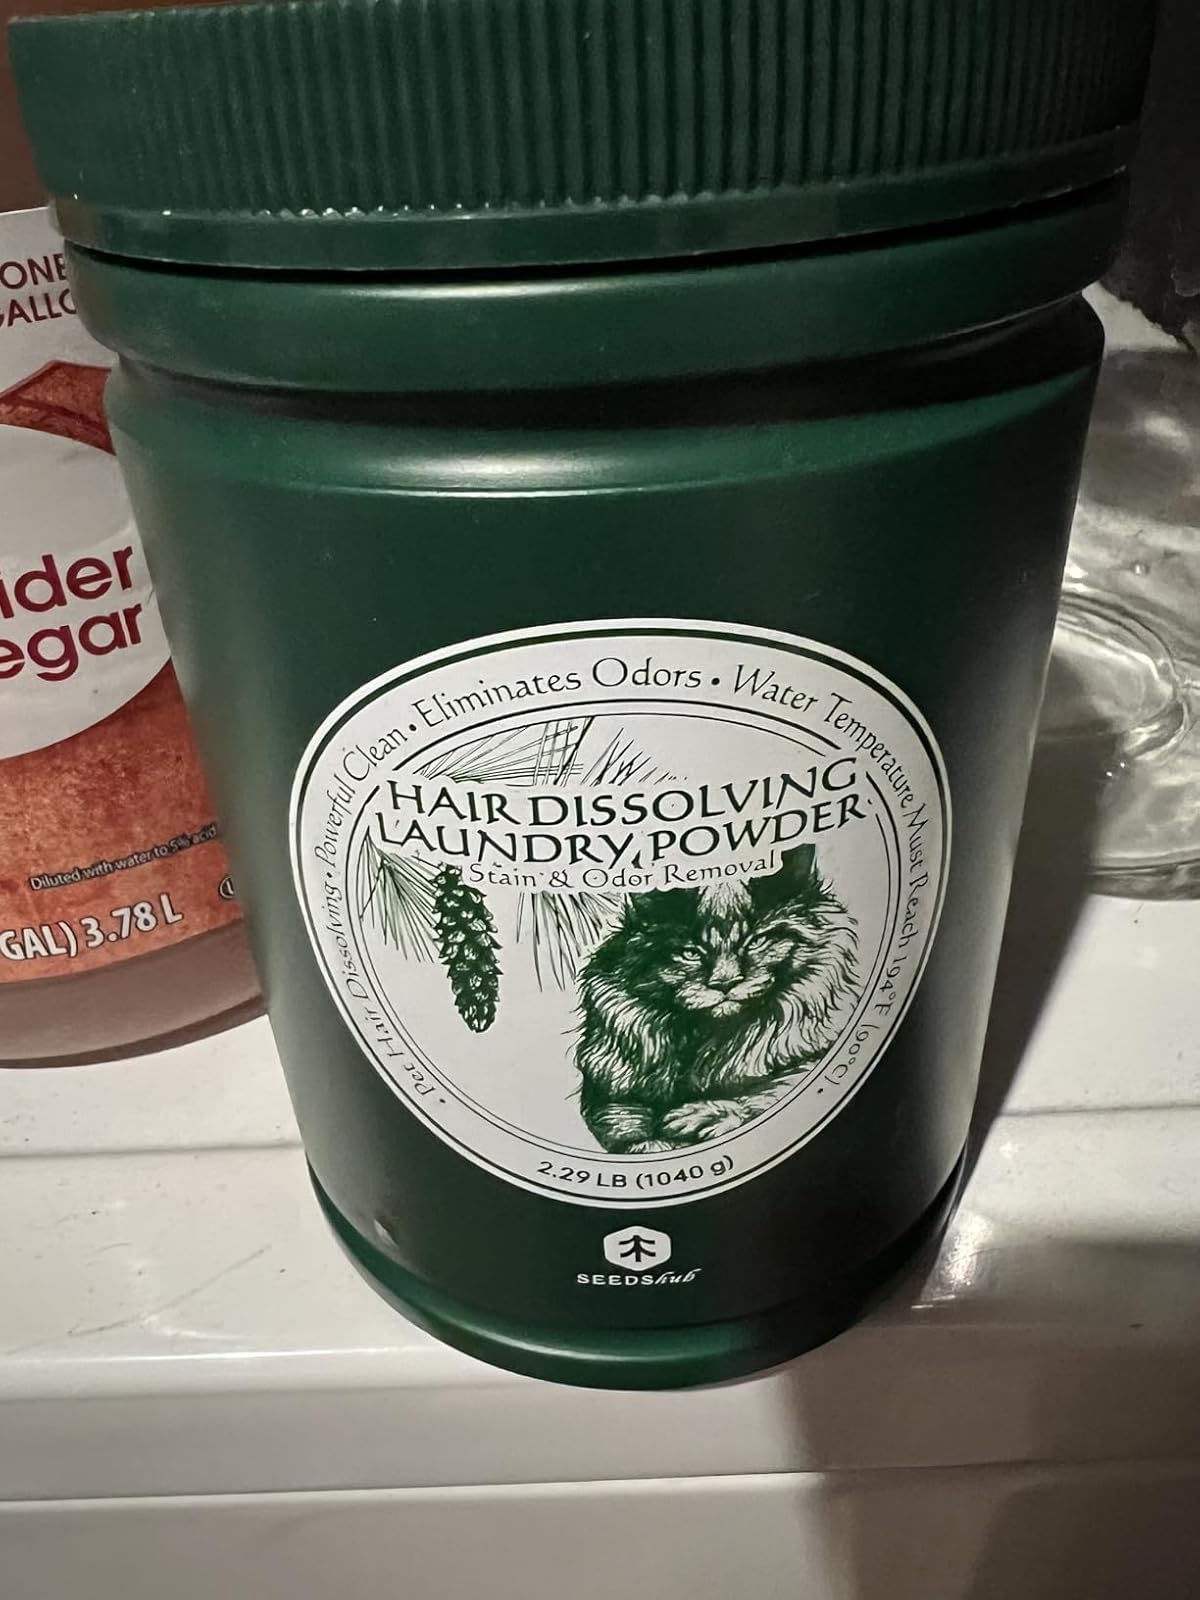 ONE
GALLO
ider
egar
Diluted with water to 5% acid
GAL) 3.78 L
• Pet Hair Dissolving • Powerful Clean • Eliminates Odors • Water Temperature Must Reach 194°F (90°C) •
HAIR DISSOLVING
LAUNDRY POWDER
Stain & Odor Removal
2.29 LB (1040 g)
SEEDShub